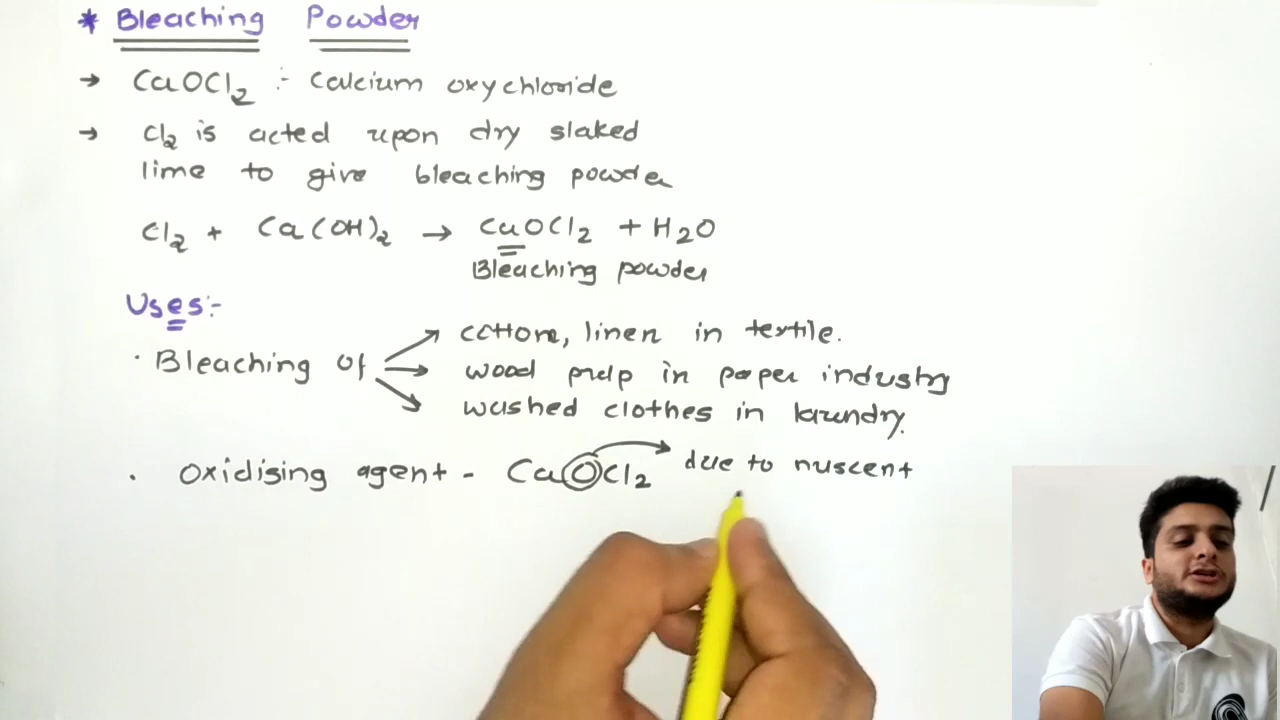 * Bleaching Powder
→ CaOCl₂ :- Calcium oxychloride
→ Cl₂ is acted upon dry slaked
lime to give bleaching powder
Cl₂ + Ca(OH)₂ → CaOCl₂ + H₂O
Bleaching powder
Uses:-
· Bleaching of → cotton, linen in textile.
→ wood pulp in paper industry
→ washed clothes in laundry.
· Oxidising agent - CaOCl₂ → due to nuscent